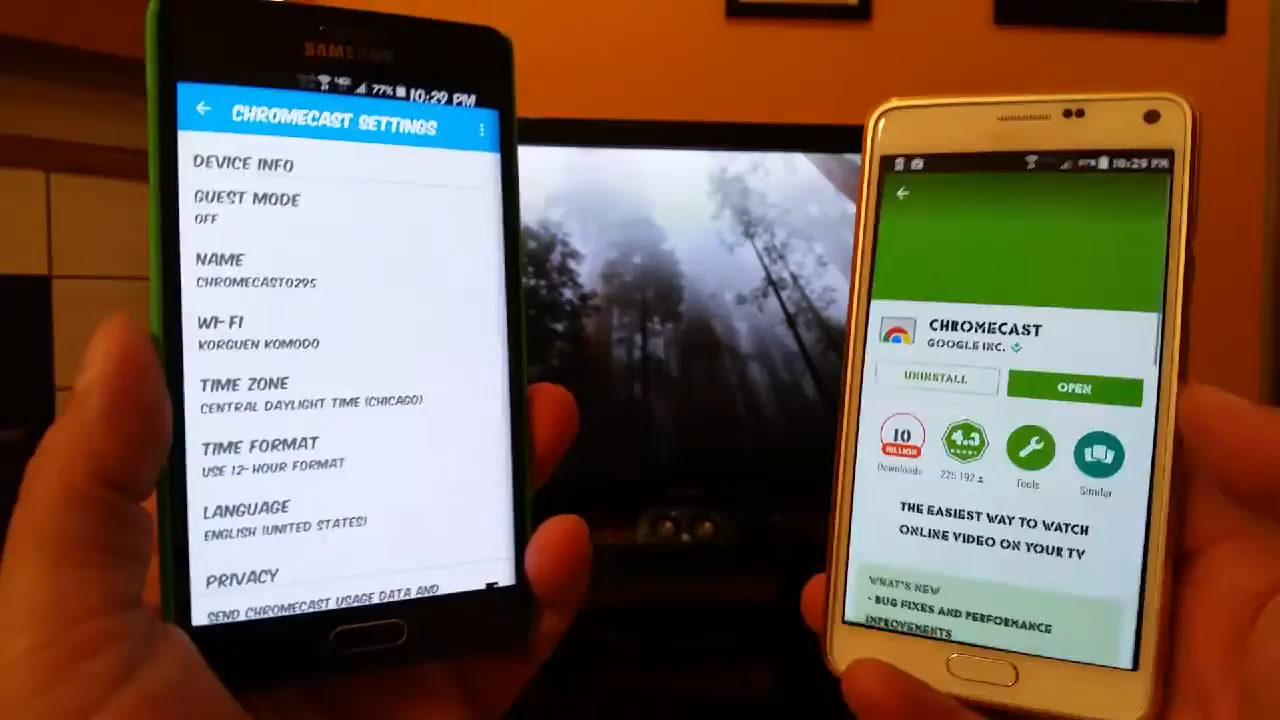 SAMSUNG
77% 10:29 PM
CHROMECAST SETTINGS
DEVICE INFO
GUEST MODE
OFF
NAME
CHROMECAST0295
WI-FI
KORGUEN KOMODO
TIME ZONE
CENTRAL DAYLIGHT TIME (CHICAGO)
TIME FORMAT
USE 12-HOUR FORMAT
LANGUAGE
ENGLISH (UNITED STATES)
PRIVACY
SEND CHROMECAST USAGE DATA AND
10:29 PM
CHROMECAST
GOOGLE INC.
UNINSTALL
OPEN
10
MILLION
Downloads
4.3
225,192
Tools
Similar
THE EASIEST WAY TO WATCH
ONLINE VIDEO ON YOUR TV
WHAT'S NEW
- BUG FIXES AND PERFORMANCE
IMPROVEMENTS